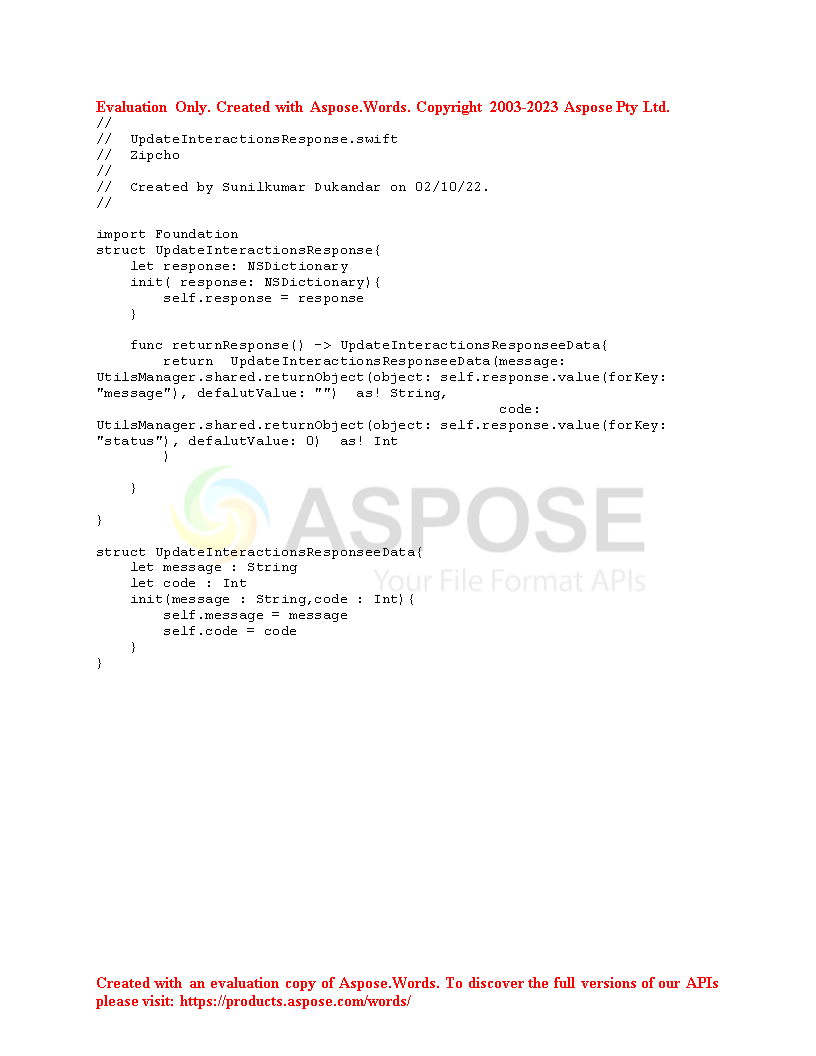 Evaluation Only. Created with Aspose.Words. Copyright 2003-2023 Aspose Pty Ltd.
//
//  UpdateInteractionsResponse.swift
//  Zipcho
//
//  Created by Sunilkumar Dukandar on 02/10/22.
//
import Foundation
struct UpdateInteractionsResponse{
    let response: NSDictionary
    init( response: NSDictionary){
        self.response = response
    }
    func returnResponse() -> UpdateInteractionsResponseeData{
        return  UpdateInteractionsResponseeData(message:
UtilsManager.shared.returnObject(object: self.response.value(forKey:
"message"), defalutValue: "")  as! String,
                                                code:
UtilsManager.shared.returnObject(object: self.response.value(forKey:
"status"), defalutValue: 0)  as! Int
        )
    }
}
ASPOSE
Your File Format APIs
struct UpdateInteractionsResponseeData{
    let message : String
    let code : Int
    init(message : String,code : Int){
        self.message = message
        self.code = code
    }
}
Created with an evaluation copy of Aspose.Words. To discover the full versions of our APIs
please visit: https://products.aspose.com/words/